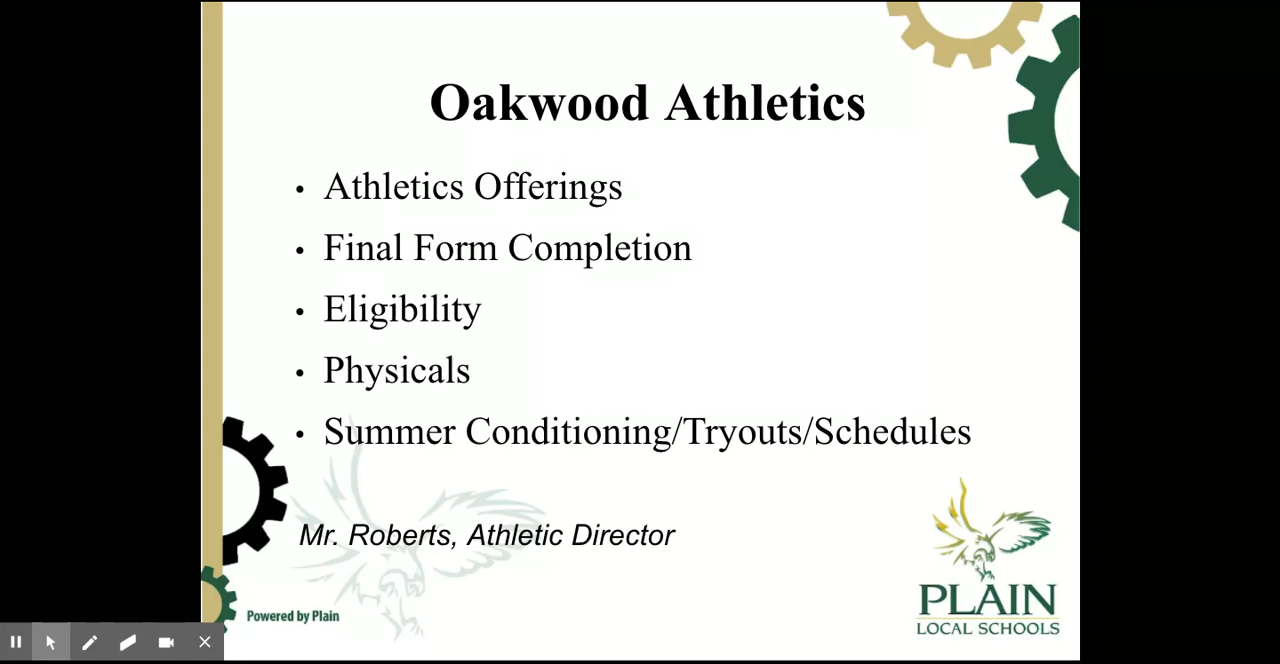 Oakwood Athletics
• Athletics Offerings
• Final Form Completion
• Eligibility
• Physicals
• Summer Conditioning/Tryouts/Schedules
Mr. Roberts, Athletic Director
Powered by Plain
PLAIN
LOCAL SCHOOLS